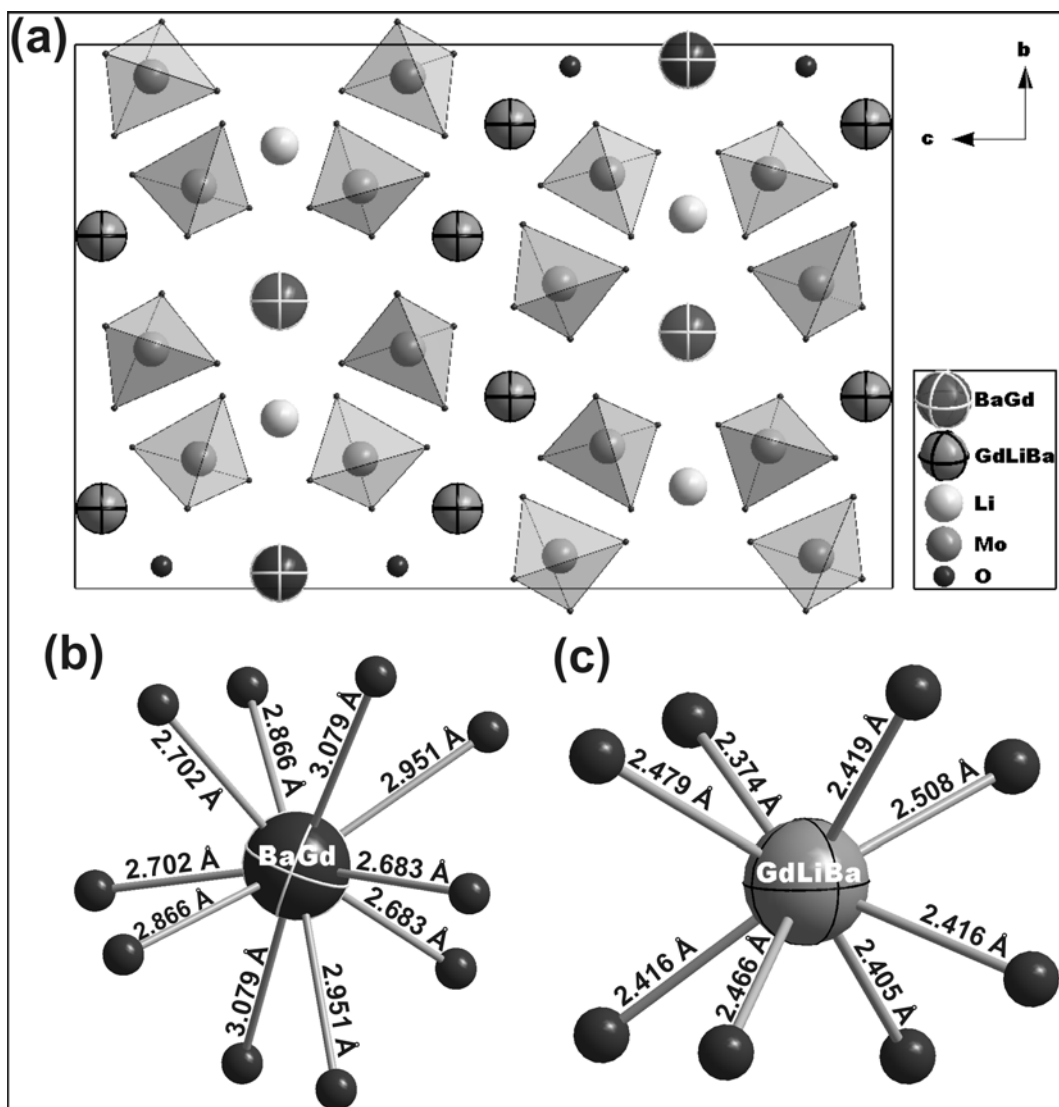 (a)
b
c
BaGd
GdLiBa
Li
Mo
O
(b)
2.702 Å
2.866 Å
3.079 Å
2.951 Å
BaGd
2.702 Å
2.683 Å
2.866 Å
2.683 Å
3.079 Å
2.951 Å
(c)
2.479 Å
2.374 Å
2.419 Å
2.508 Å
GdLiBa
2.416 Å
2.466 Å
2.405 Å
2.416 Å